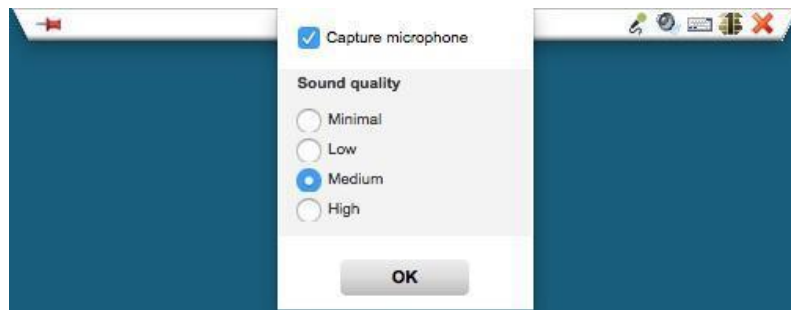 Capture microphone
Sound quality
Minimal
Low
Medium
High
OK